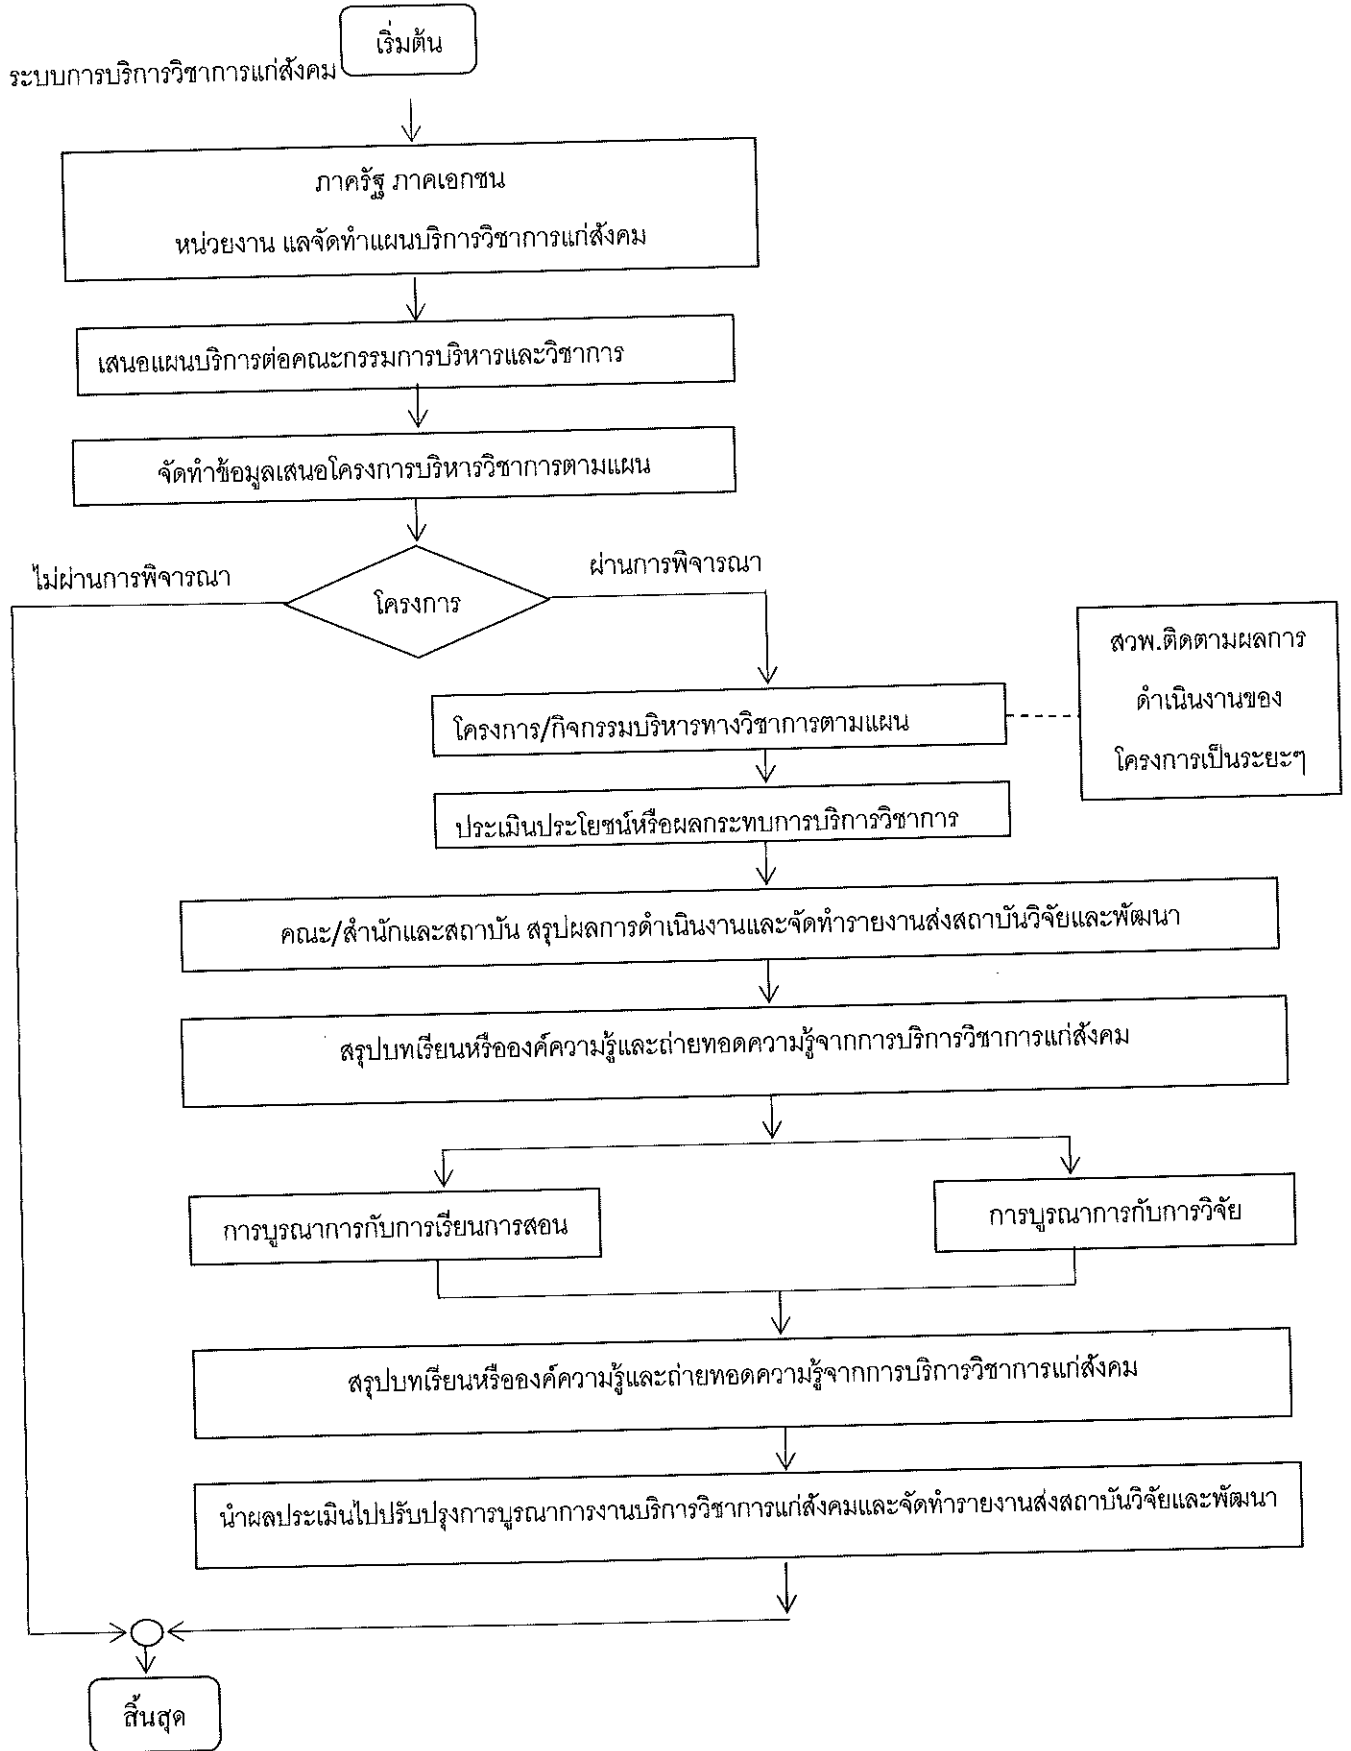 เริ่มต้น
ระบบการบริการวิชาการแก่สังคม
ภาครัฐ ภาคเอกชน
หน่วยงาน แลจัดทำแผนบริการวิชาการแก่สังคม
เสนอแผนบริการต่อคณะกรรมการบริหารและวิชาการ
จัดทำข้อมูลเสนอโครงการบริหารวิชาการตามแผน
ไม่ผ่านการพิจารณา
โครงการ
ผ่านการพิจารณา
สวพ.ติดตามผลการ
ดำเนินงานของ
โครงการเป็นระยะๆ
โครงการ/กิจกรรมบริหารทางวิชาการตามแผน
ประเมินประโยชน์หรือผลกระทบการบริการวิชาการ
คณะ/สำนักและสถาบัน สรุปผลการดำเนินงานและจัดทำรายงานส่งสถาบันวิจัยและพัฒนา
สรุปบทเรียนหรือองค์ความรู้และถ่ายทอดความรู้จากการบริการวิชาการแก่สังคม
การบูรณาการกับการเรียนการสอน
การบูรณาการกับการวิจัย
สรุปบทเรียนหรือองค์ความรู้และถ่ายทอดความรู้จากการบริการวิชาการแก่สังคม
นำผลประเมินไปปรับปรุงการบูรณาการงานบริการวิชาการแก่สังคมและจัดทำรายงานส่งสถาบันวิจัยและพัฒนา
สิ้นสุด